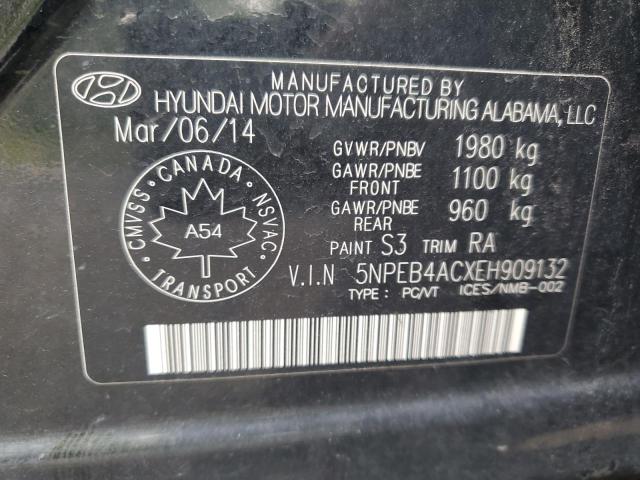 MANUFACTURED BY
HYUNDAI MOTOR MANUFACTURING ALABAMA, LLC
Mar/06/14
GVWR/PNBV 1980 kg
GAWR/PNBE FRONT 1100 kg
GAWR/PNBE REAR 960 kg
PAINT S3 TRIM RA
CANADA
CMVSS NSVAC
A54
TRANSPORT
V.I.N 5NPEB4ACXEH909132
TYPE : PC/VT ICES/NMB-002